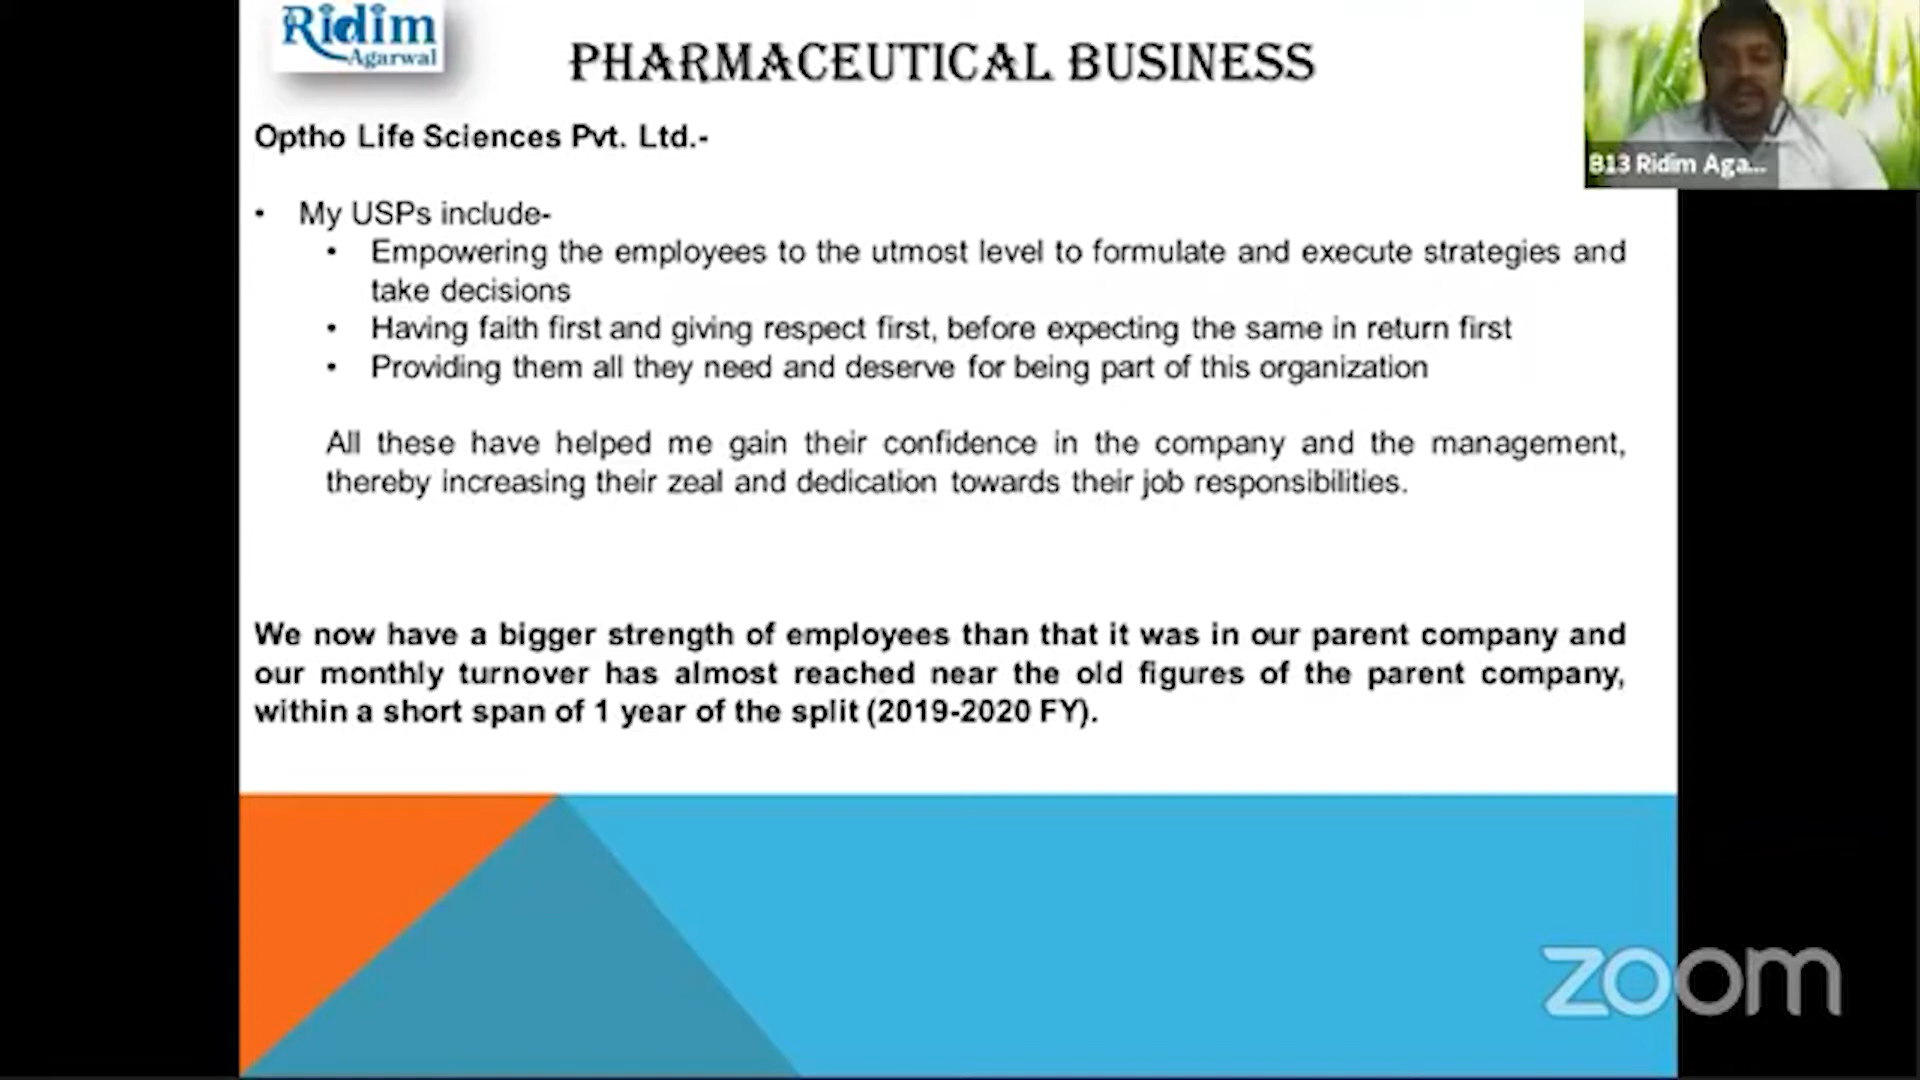 Ridim
Agarwal
PHARMACEUTICAL BUSINESS
B13 Ridim Aga...
Optho Life Sciences Pvt. Ltd.-
• My USPs include-
• Empowering the employees to the utmost level to formulate and execute strategies and
take decisions
• Having faith first and giving respect first, before expecting the same in return first
• Providing them all they need and deserve for being part of this organization
All these have helped me gain their confidence in the company and the management,
thereby increasing their zeal and dedication towards their job responsibilities.
We now have a bigger strength of employees than that it was in our parent company and
our monthly turnover has almost reached near the old figures of the parent company,
within a short span of 1 year of the split (2019-2020 FY).
zoom